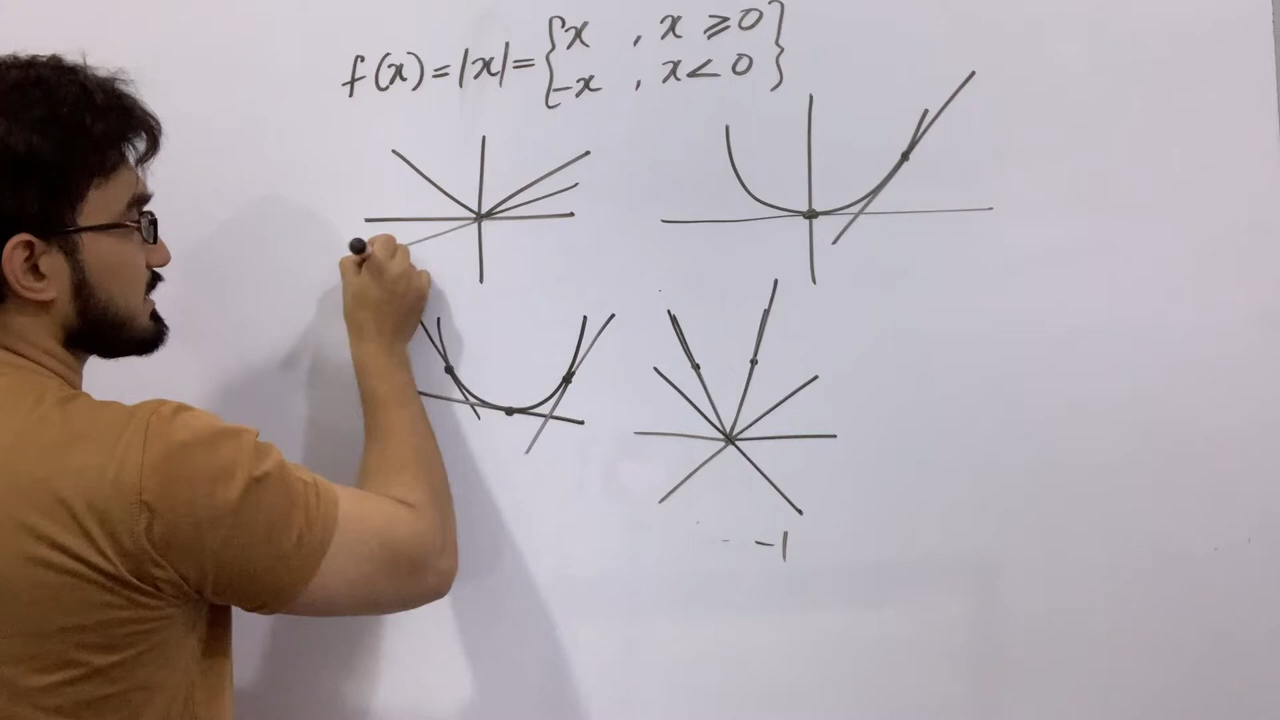 f(x) = |x| = { x , x ⩾ 0
-x , x < 0 }
-1